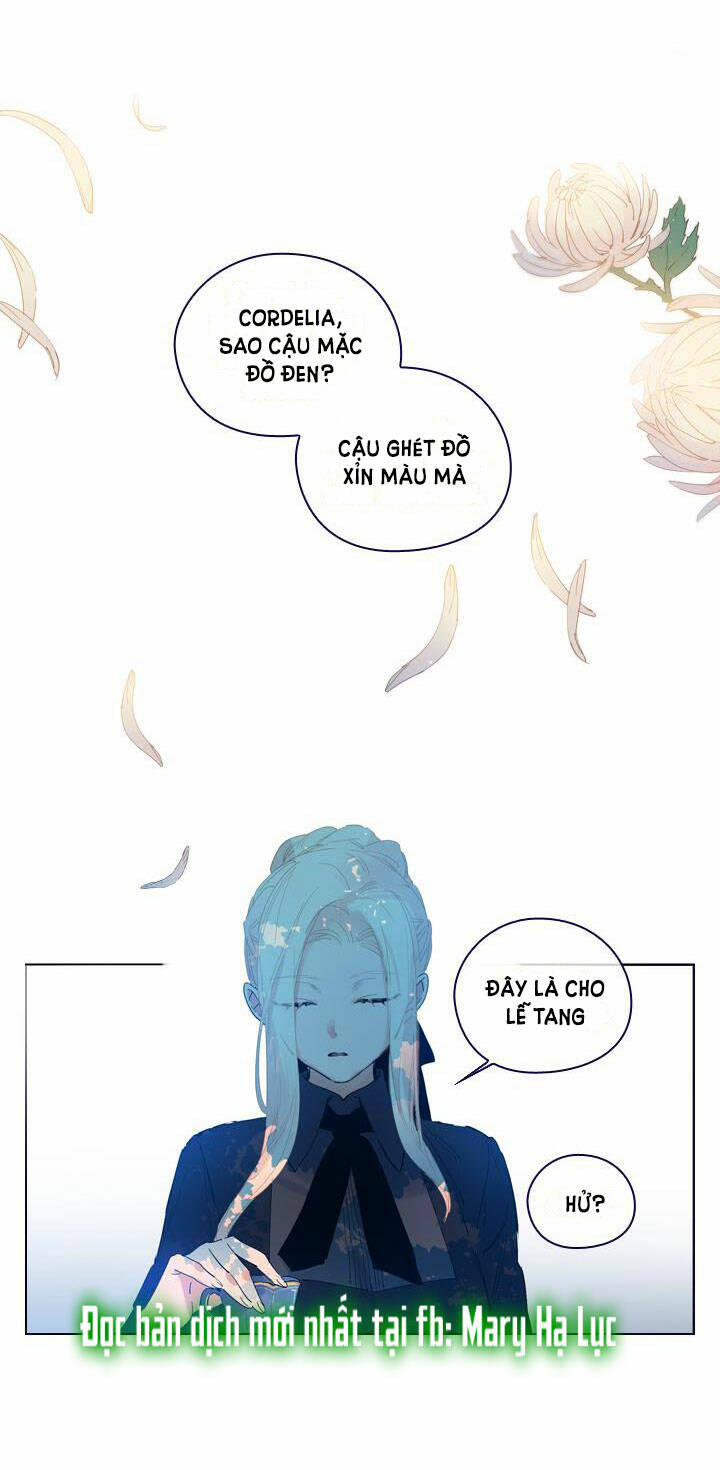 CORDELIA,
SAO CẬU MẶC
ĐỒ ĐEN?
CẬU GHÉT ĐỒ
XỈN MÀU MÀ
ĐÂY LÀ CHO
LỄ TANG
HỬ?
Đọc bản dịch mới nhất tại fb: Mary Hạ Lục